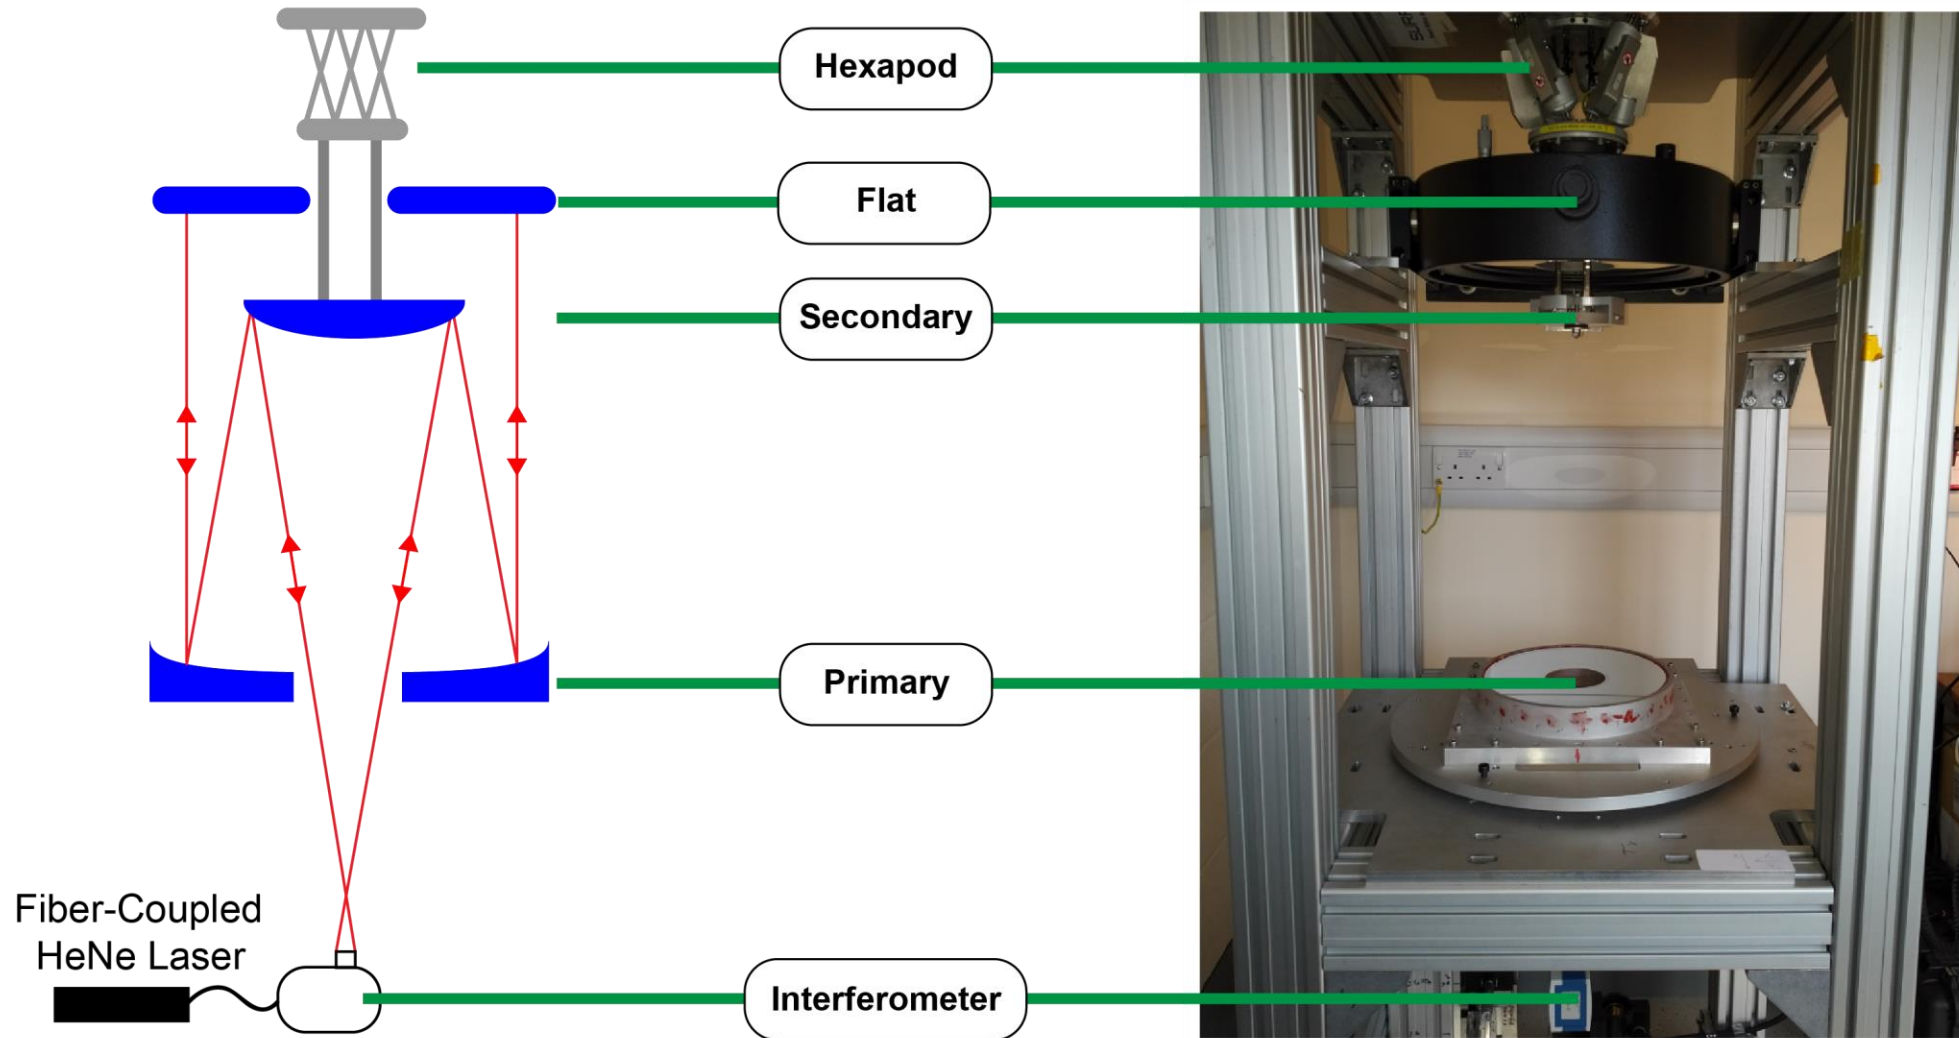 Hexapod
Flat
Secondary
Primary
Fiber-Coupled
HeNe Laser
Interferometer